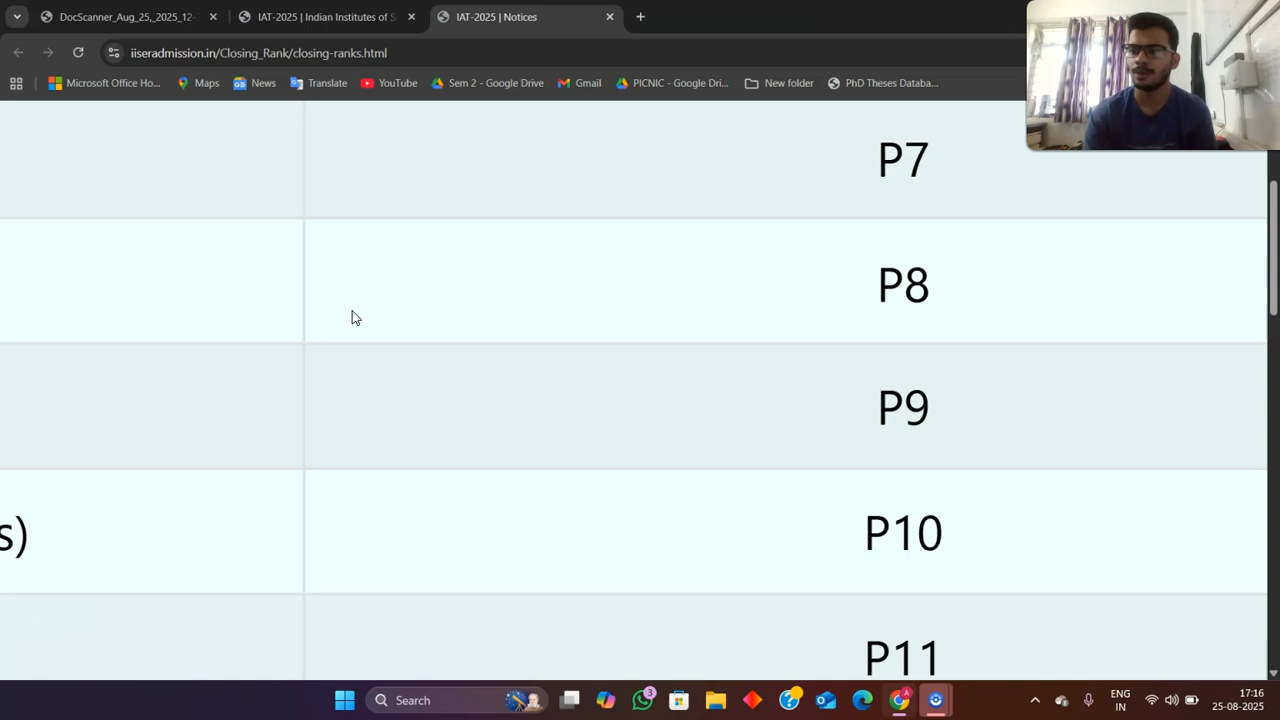 DocScanner_Aug_25,_2025_12-
IAT-2025 | Indian Institutes of S
IAT-2025 | Notices
iiseradmission.in/Closing_Rank/closing-ranks.html
Microsoft Office Ho...
Maps
News
Translate
YouTube
Sem 2 - Google Drive
Gmail
PICNIC - Google Dri...
New folder
PhD Theses Databa...
P7
P8
P9
s)
P10
P11
Search
3
ENG
IN
17:16
25-08-2025